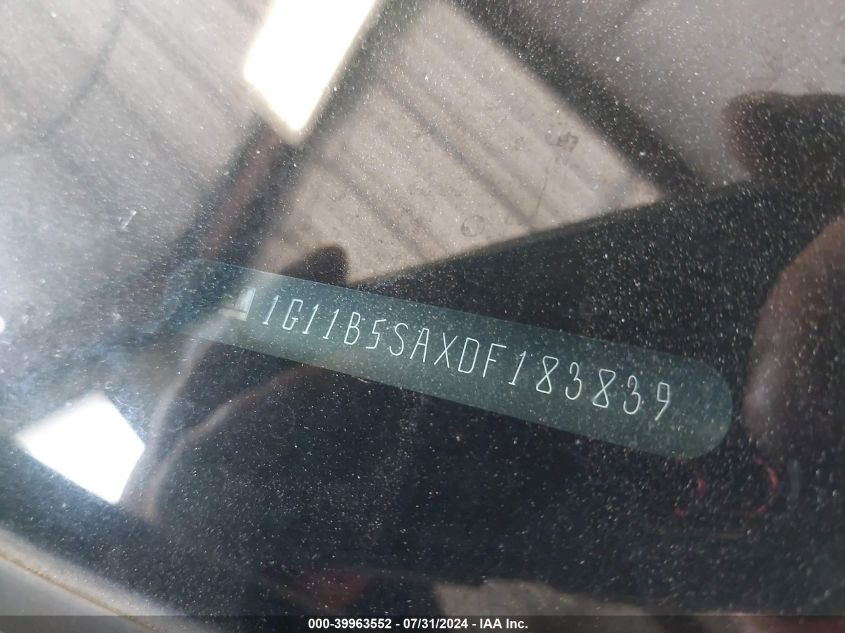 1G11B5SAXDF183839
000-39963552 - 07/31/2024 - IAA Inc.